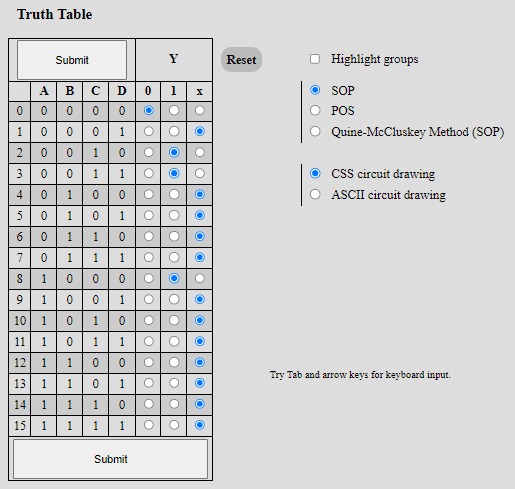 Truth Table
Submit Y Reset
Highlight groups
A B C D 0 1 x
SOP
0 0 0 0 0
POS
1 0 0 0 1
Quine-McCluskey Method (SOP)
2 0 0 1 0
3 0 0 1 1
CSS circuit drawing
4 0 1 0 0
ASCII circuit drawing
5 0 1 0 1
6 0 1 1 0
7 0 1 1 1
8 1 0 0 0
9 1 0 0 1
10 1 0 1 0
11 1 0 1 1
12 1 1 0 0
Try Tab and arrow keys for keyboard input.
13 1 1 0 1
14 1 1 1 0
15 1 1 1 1
Submit